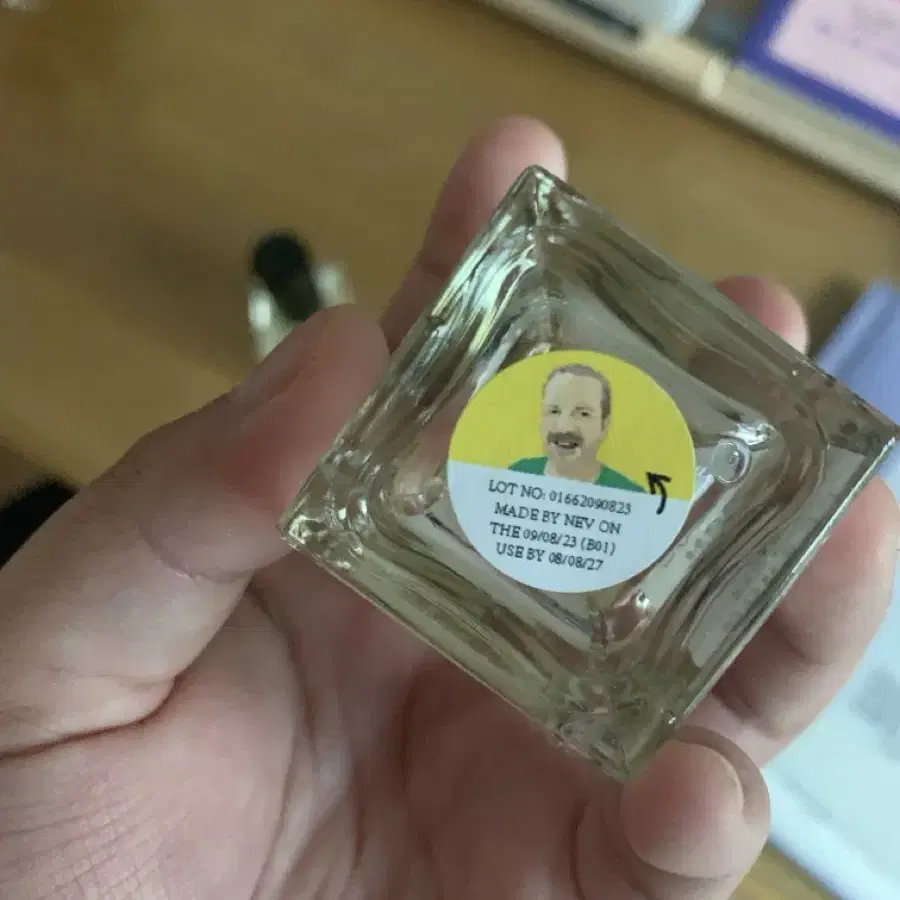 LOT NO: 01662090823
MADE BY NEV ON
THE 09/08/23 (B01)
USE BY 08/08/27